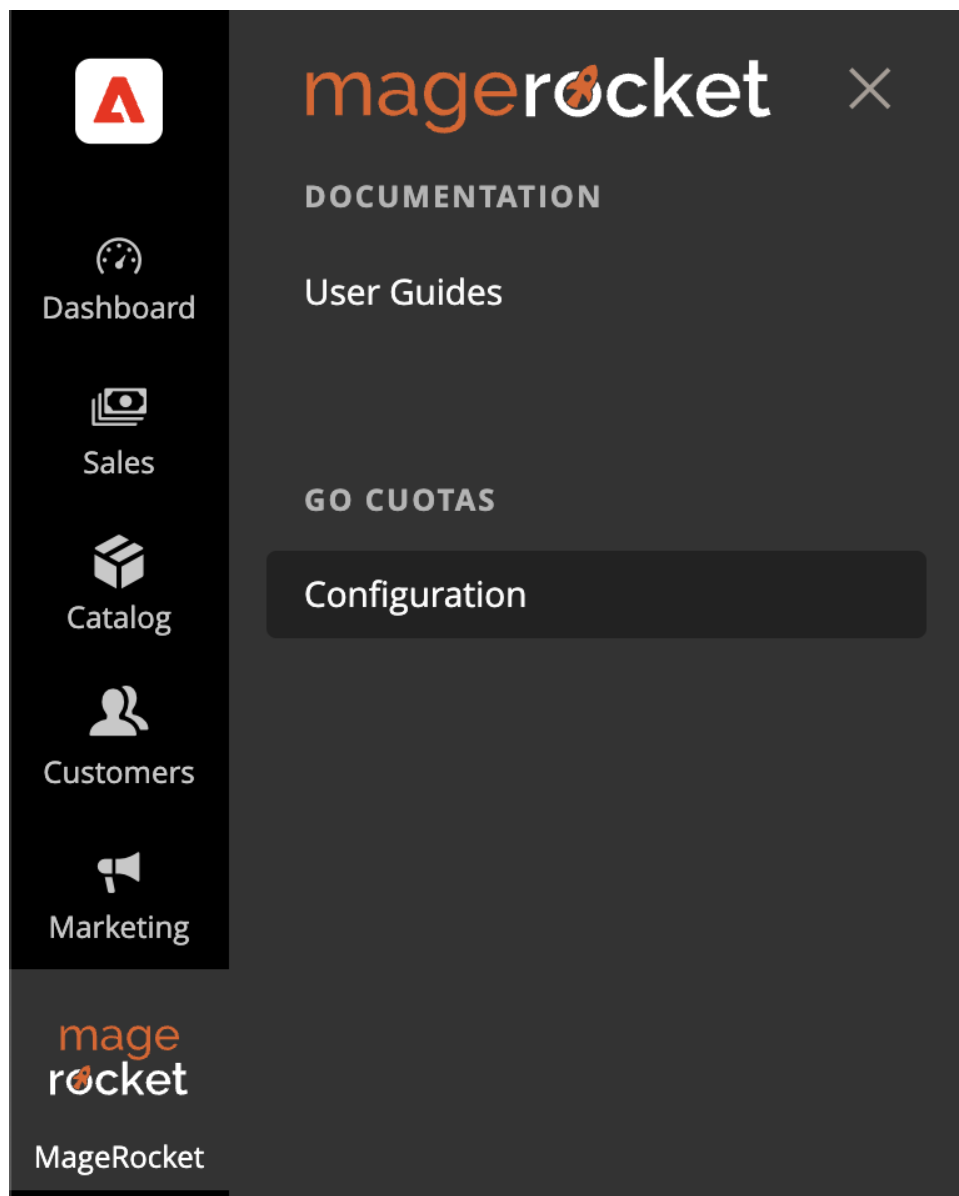 Dashboard
Sales
Catalog
Customers
Marketing
mage
rocket
MageRocket
magerocket
DOCUMENTATION
User Guides
GO CUOTAS
Configuration